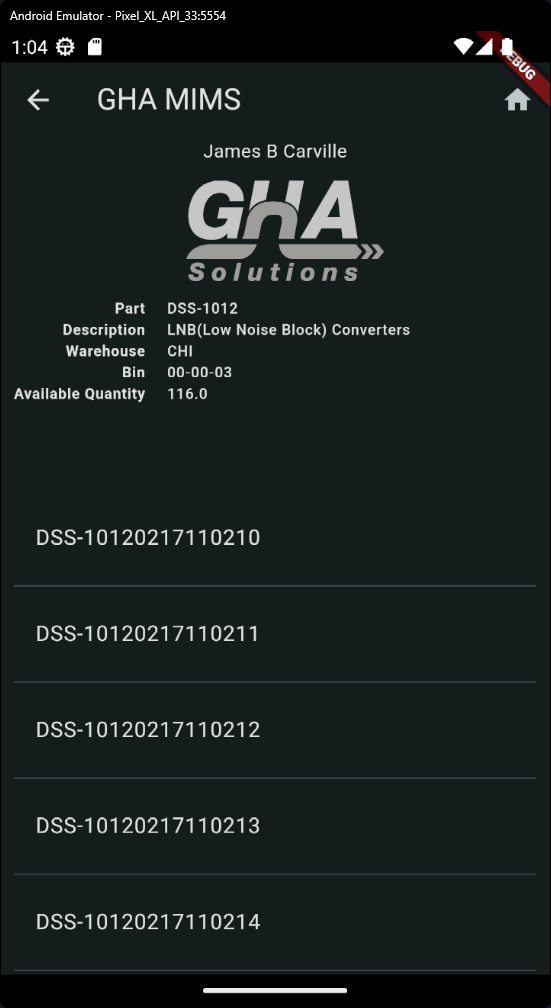 Android Emulator - Pixel_XL_API_33:5554
1:04
DEBUG
GHA MIMS
James B Carville
GHA
Solutions
Part DSS-1012
Description LNB(Low Noise Block) Converters
Warehouse CHI
Bin 00-00-03
Available Quantity 116.0
DSS-10120217110210
DSS-10120217110211
DSS-10120217110212
DSS-10120217110213
DSS-10120217110214